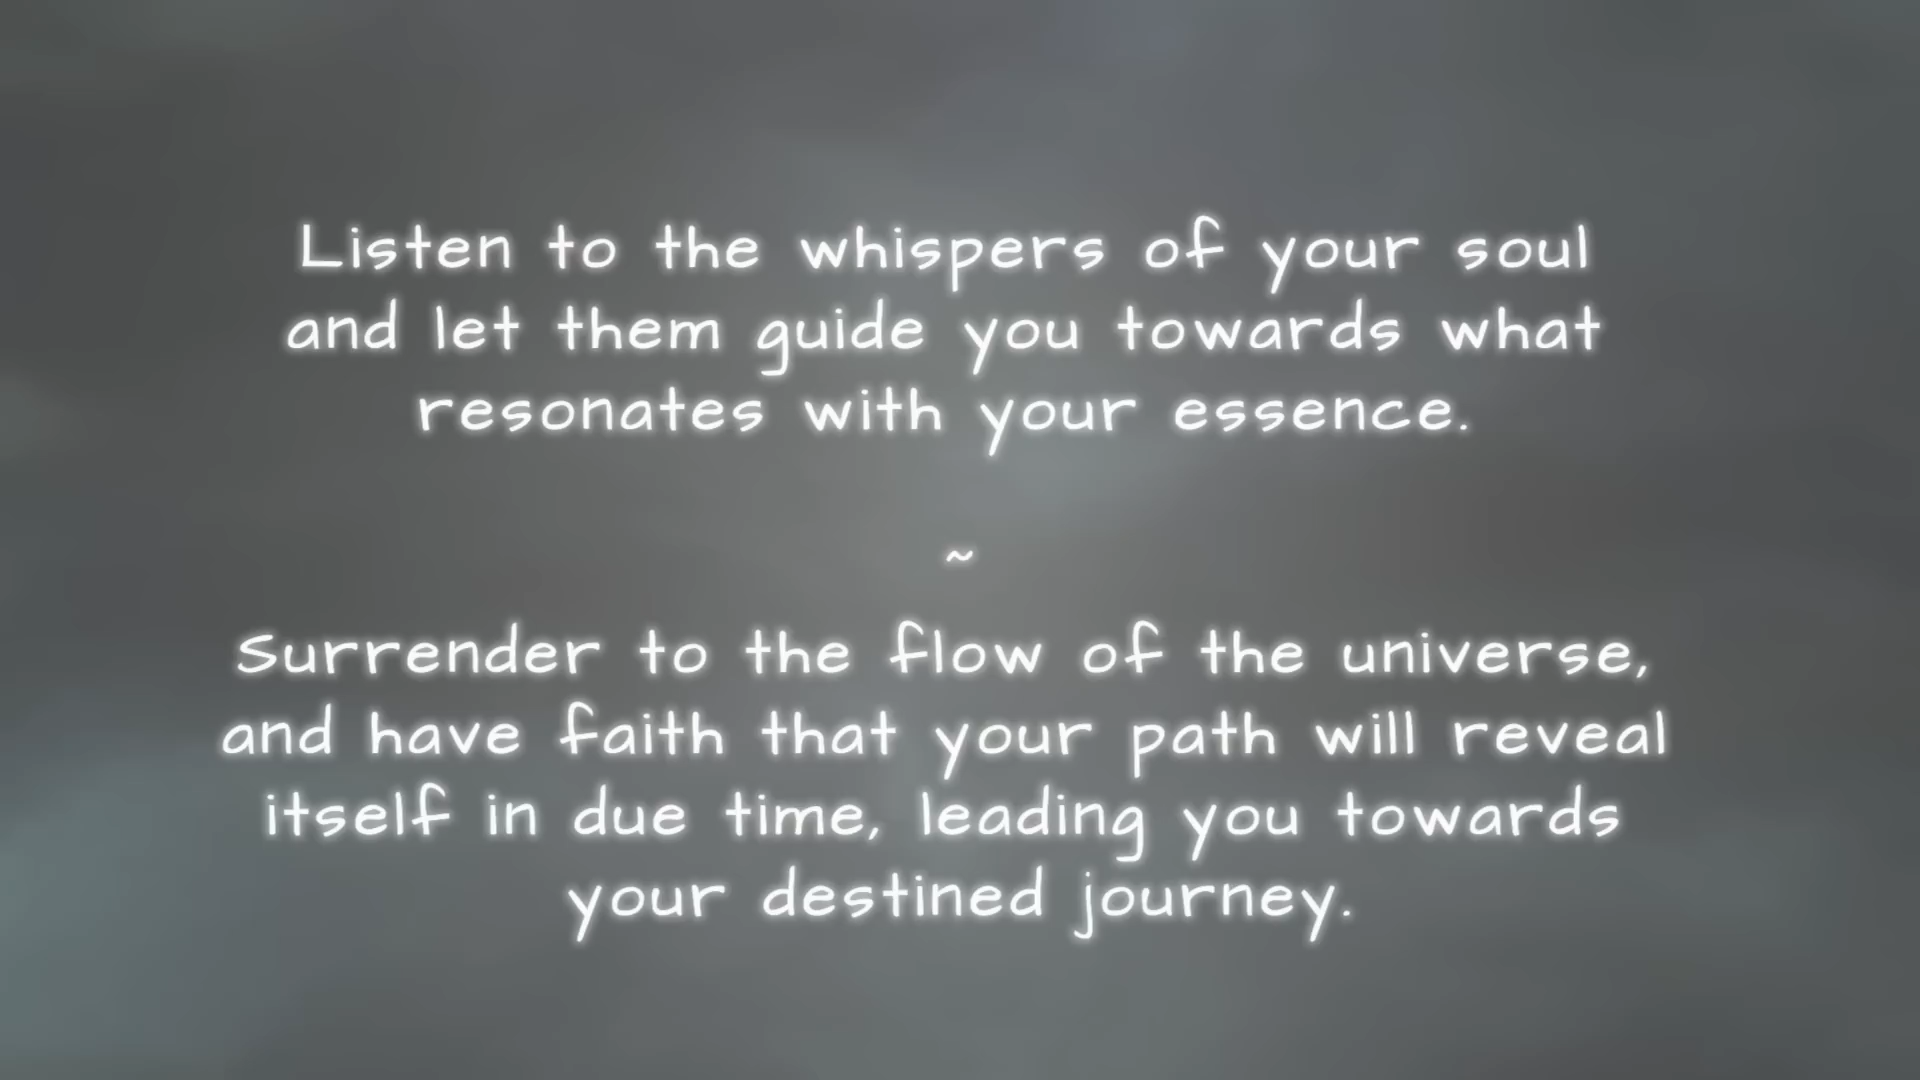 Listen to the whispers of your soul
and let them guide you towards what
resonates with your essence.
~
Surrender to the flow of the universe,
and have faith that your path will reveal
itself in due time, leading you towards
your destined journey.